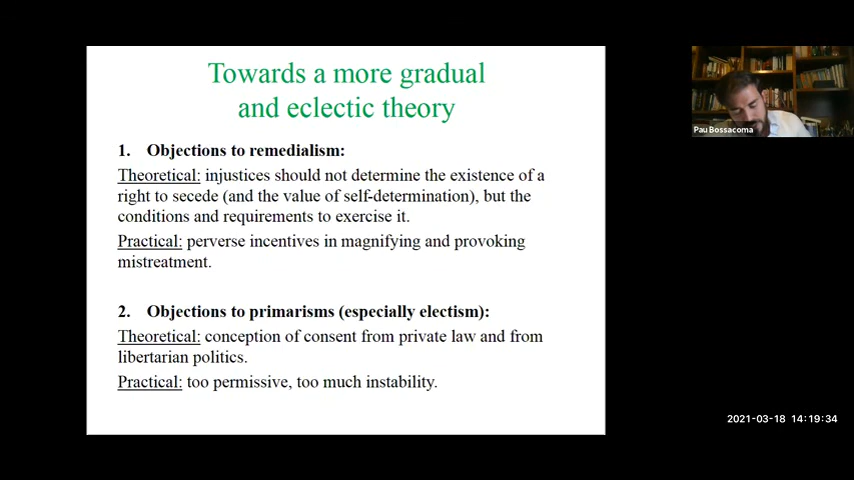 Towards a more gradual
and eclectic theory
1. Objections to remedialism:
Theoretical: injustices should not determine the existence of a
right to secede (and the value of self-determination), but the
conditions and requirements to exercise it.
Practical: perverse incentives in magnifying and provoking
mistreatment.
2. Objections to primarisms (especially electism):
Theoretical: conception of consent from private law and from
libertarian politics.
Practical: too permissive, too much instability.
Pau Bossacoma
2021-03-18 14:19:34